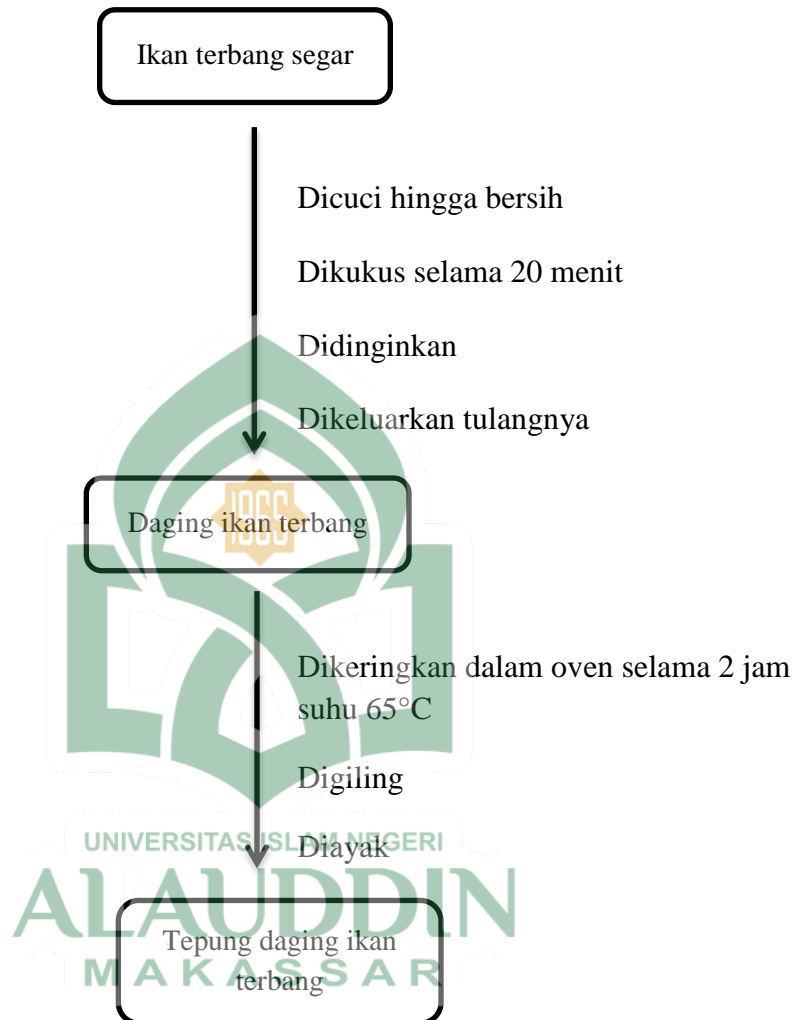 Ikan terbang segar
Dicuci hingga bersih
Dikukus selama 20 menit
Didinginkan
Dikeluarkan tulangnya
1965
Daging ikan terbang
Dikeringkan dalam oven selama 2 jam
suhu 65°C
Digiling
UNIVERSITAS ISLAM NEGERI
Diayak
ALAUDDIN
Tepung daging ikan
MAKASSAR
terbang